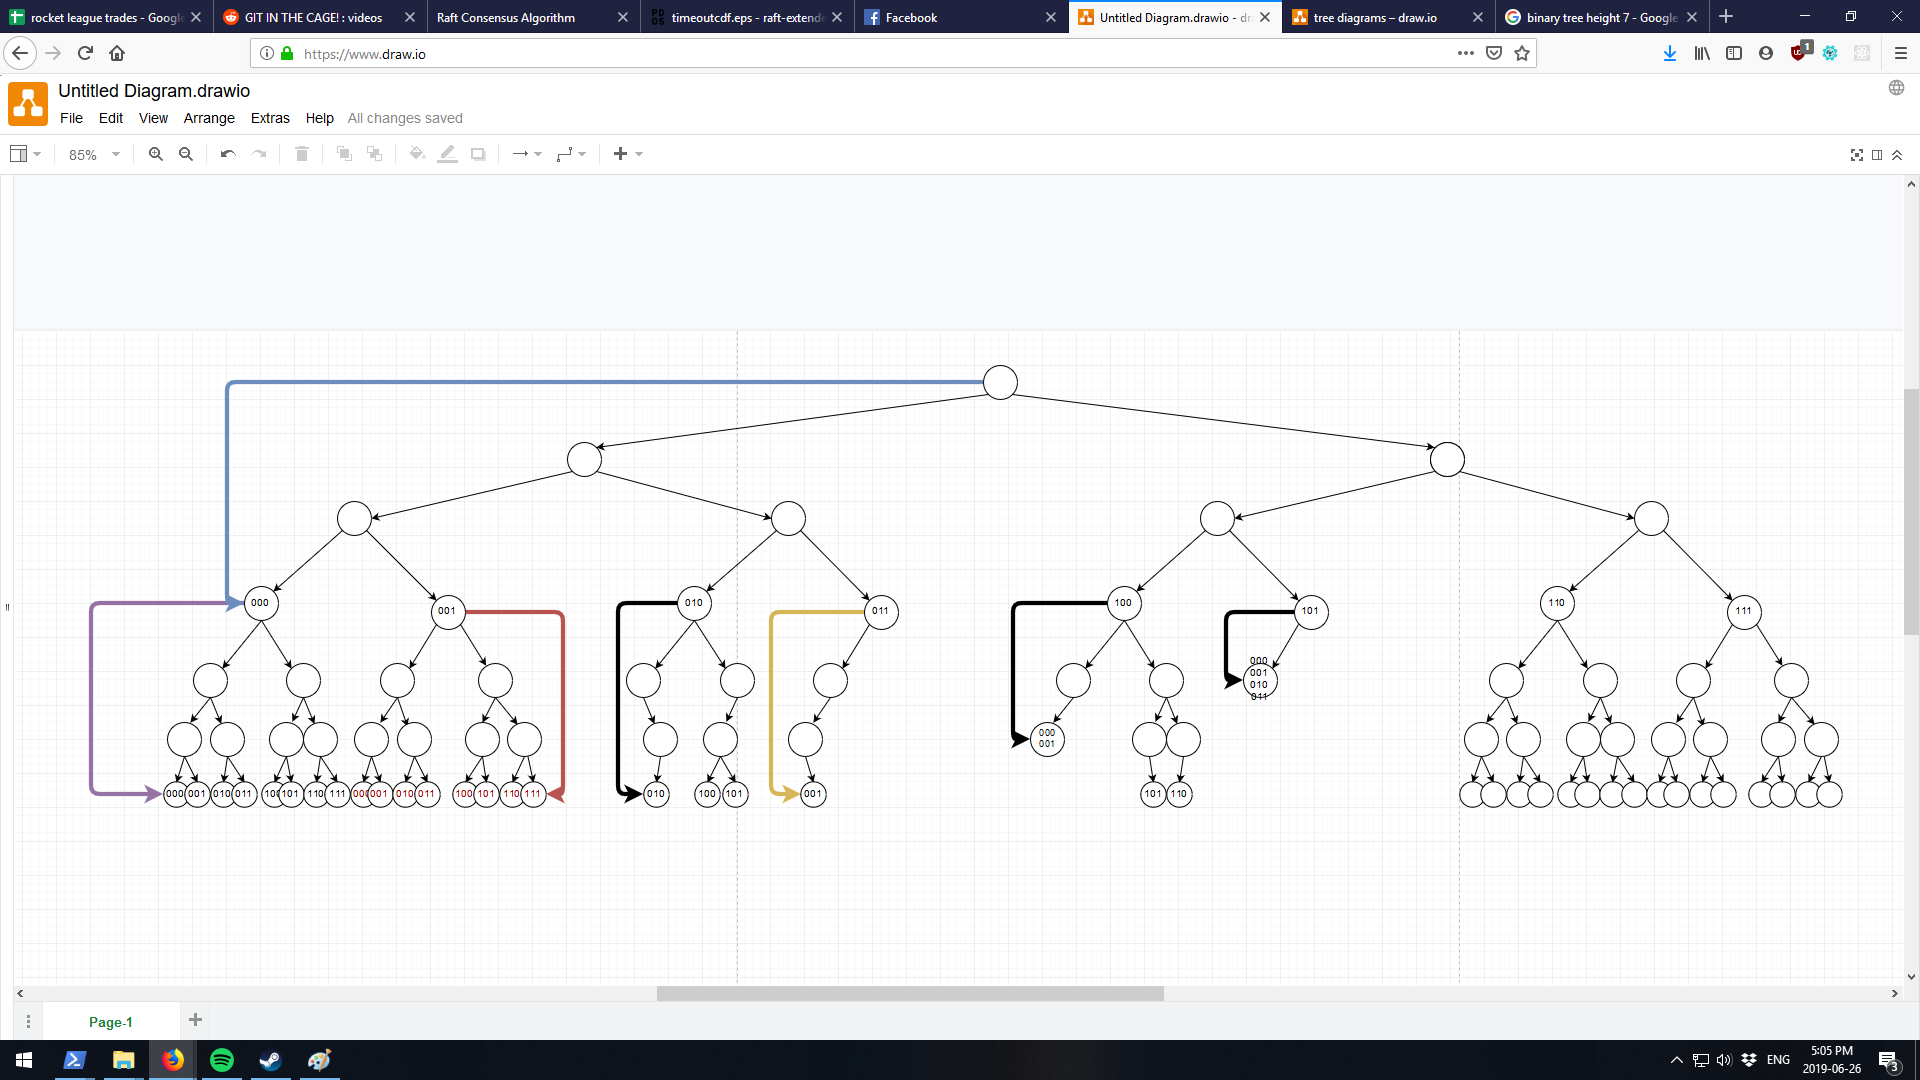 rocket league trades - Google
GIT IN THE CAGE! : videos
Raft Consensus Algorithm
timeoutcdf.eps - raft-extende
Facebook
Untitled Diagram.drawio - dr
tree diagrams – draw.io
binary tree height 7 - Google
https://www.draw.io
1
Untitled Diagram.drawio
File Edit View Arrange Extras Help All changes saved
85%
000
001
010
011
100
101
110
111
000
001
010
011
000
001
000 001 010 011 100 101 110 111 000 001 010 011 100 101 110 111
010
100 101
001
101 110
Page-1
ENG
5:05 PM
2019-06-26
3